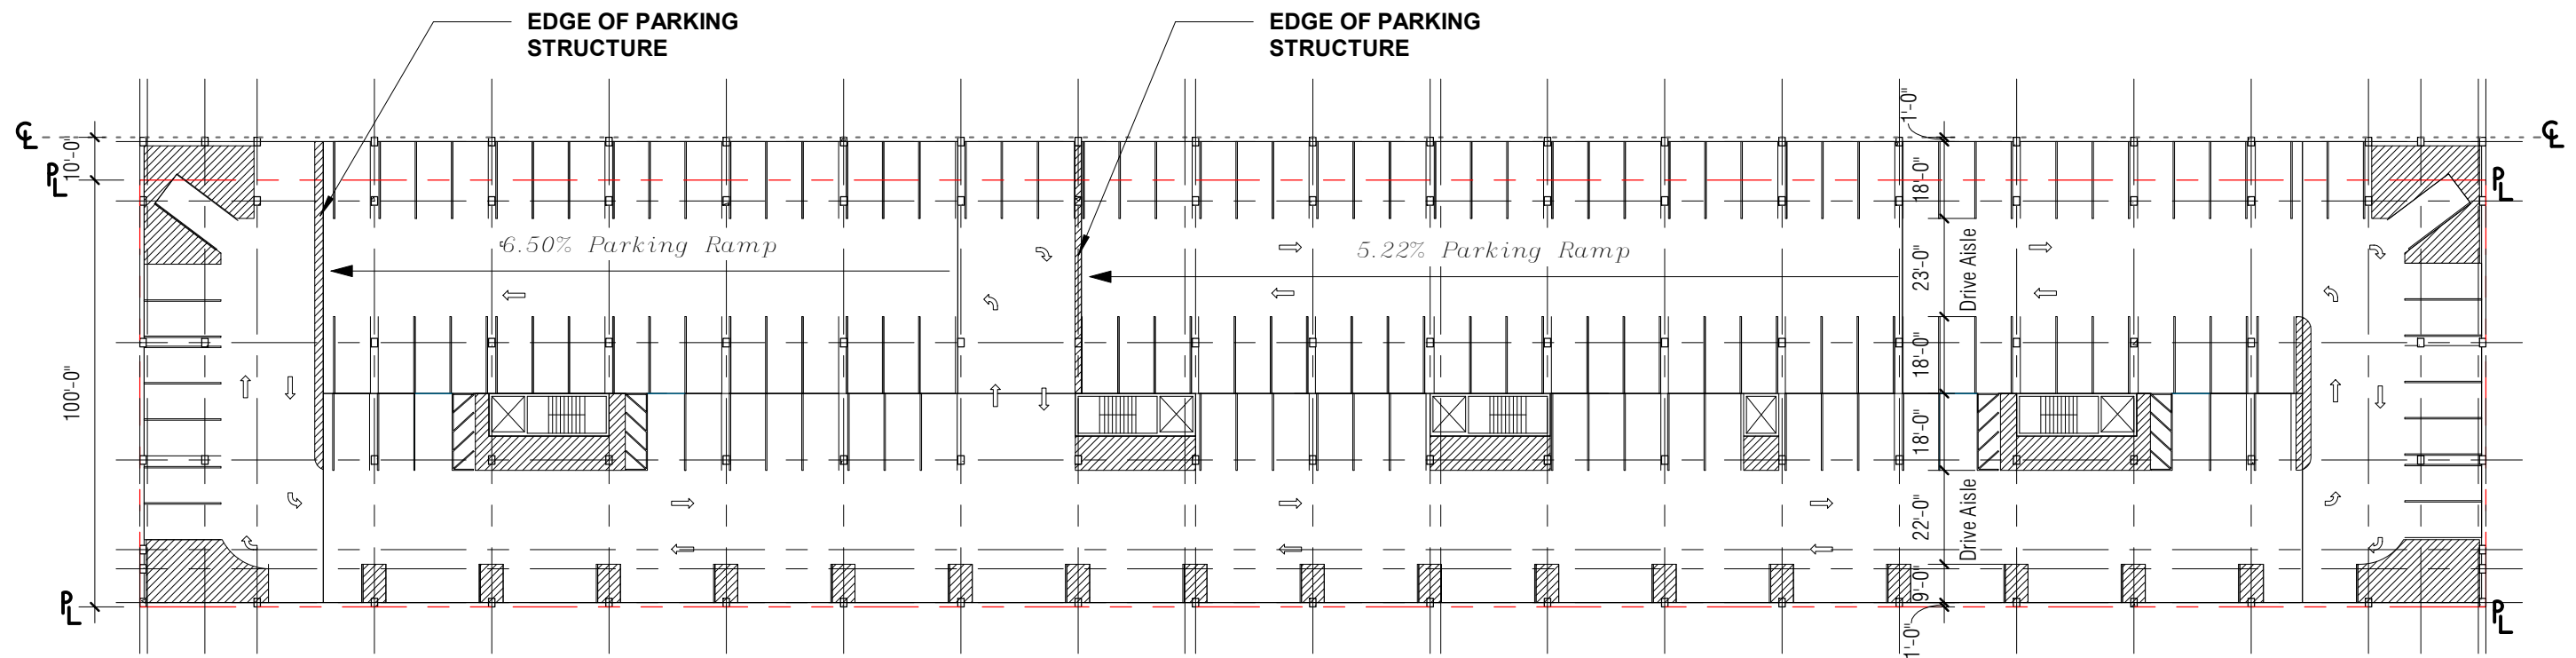 EDGE OF PARKING
STRUCTURE
EDGE OF PARKING
STRUCTURE
1'-0"
℄
℄
10'-0"
PL
PL
18'-0"
6.50% Parking Ramp
5.22% Parking Ramp
23'-0"
Drive Aisle
18'-0"
100'-0"
18'-0"
22'-0"
Drive Aisle
9'-0"
PL
PL
1'-0"